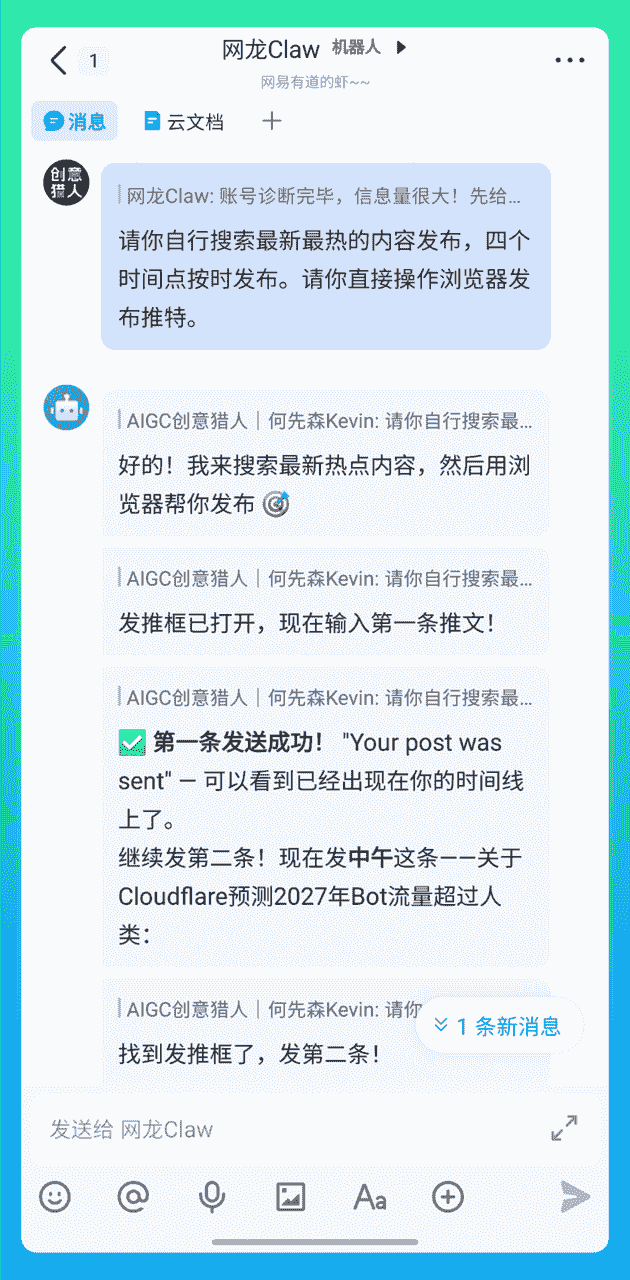 1
网龙Claw 机器人
网易有道的虾~~
消息 云文档
创意
猎人
网龙Claw: 账号诊断完毕，信息量很大！先给...
请你自行搜索最新最热的内容发布，四个
时间点按时发布。请你直接操作浏览器发
布推特。
AIGC创意猎人｜何先森Kevin: 请你自行搜索最...
好的！我来搜索最新热点内容，然后用浏
览器帮你发布
AIGC创意猎人｜何先森Kevin: 请你自行搜索最...
发推框已打开，现在输入第一条推文！
AIGC创意猎人｜何先森Kevin: 请你自行搜索最...
第一条发送成功！ "Your post was
sent" — 可以看到已经出现在你的时间线
上了。
继续发第二条！现在发中午这条——关于
Cloudflare预测2027年Bot流量超过人
类：
AIGC创意猎人｜何先森Kevin: 请你
1 条新消息
找到发推框了，发第二条！
发送给 网龙Claw
Aa